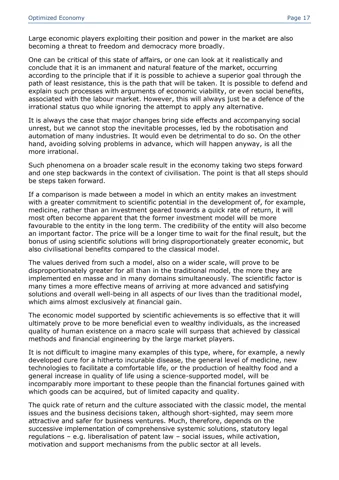 Optimized Economy Page 17
Large economic players exploiting their position and power in the market are also
becoming a threat to freedom and democracy more broadly.
One can be critical of this state of affairs, or one can look at it realistically and
conclude that it is an immanent and natural feature of the market, occurring
according to the principle that if it is possible to achieve a superior goal through the
path of least resistance, this is the path that will be taken. It is possible to defend and
explain such processes with arguments of economic viability, or even social benefits,
associated with the labour market. However, this will always just be a defence of the
irrational status quo while ignoring the attempt to apply any alternative.
It is always the case that major changes bring side effects and accompanying social
unrest, but we cannot stop the inevitable processes, led by the robotisation and
automation of many industries. It would even be detrimental to do so. On the other
hand, avoiding solving problems in advance, which will happen anyway, is all the
more irrational.
Such phenomena on a broader scale result in the economy taking two steps forward
and one step backwards in the context of civilisation. The point is that all steps should
be steps taken forward.
If a comparison is made between a model in which an entity makes an investment
with a greater commitment to scientific potential in the development of, for example,
medicine, rather than an investment geared towards a quick rate of return, it will
most often become apparent that the former investment model will be more
favourable to the entity in the long term. The credibility of the entity will also become
an important factor. The price will be a longer time to wait for the final result, but the
bonus of using scientific solutions will bring disproportionately greater economic, but
also civilisational benefits compared to the classical model.
The values derived from such a model, also on a wider scale, will prove to be
disproportionately greater for all than in the traditional model, the more they are
implemented en masse and in many domains simultaneously. The scientific factor is
many times a more effective means of arriving at more advanced and satisfying
solutions and overall well-being in all aspects of our lives than the traditional model,
which aims almost exclusively at financial gain.
The economic model supported by scientific achievements is so effective that it will
ultimately prove to be more beneficial even to wealthy individuals, as the increased
quality of human existence on a macro scale will surpass that achieved by classical
methods and financial engineering by the large market players.
It is not difficult to imagine many examples of this type, where, for example, a newly
developed cure for a hitherto incurable disease, the general level of medicine, new
technologies to facilitate a comfortable life, or the production of healthy food and a
general increase in quality of life using a science-supported model, will be
incomparably more important to these people than the financial fortunes gained with
which goods can be acquired, but of limited capacity and quality.
The quick rate of return and the culture associated with the classic model, the mental
issues and the business decisions taken, although short-sighted, may seem more
attractive and safer for business ventures. Much, therefore, depends on the
successive implementation of comprehensive systemic solutions, statutory legal
regulations – e.g. liberalisation of patent law – social issues, while activation,
motivation and support mechanisms from the public sector at all levels.